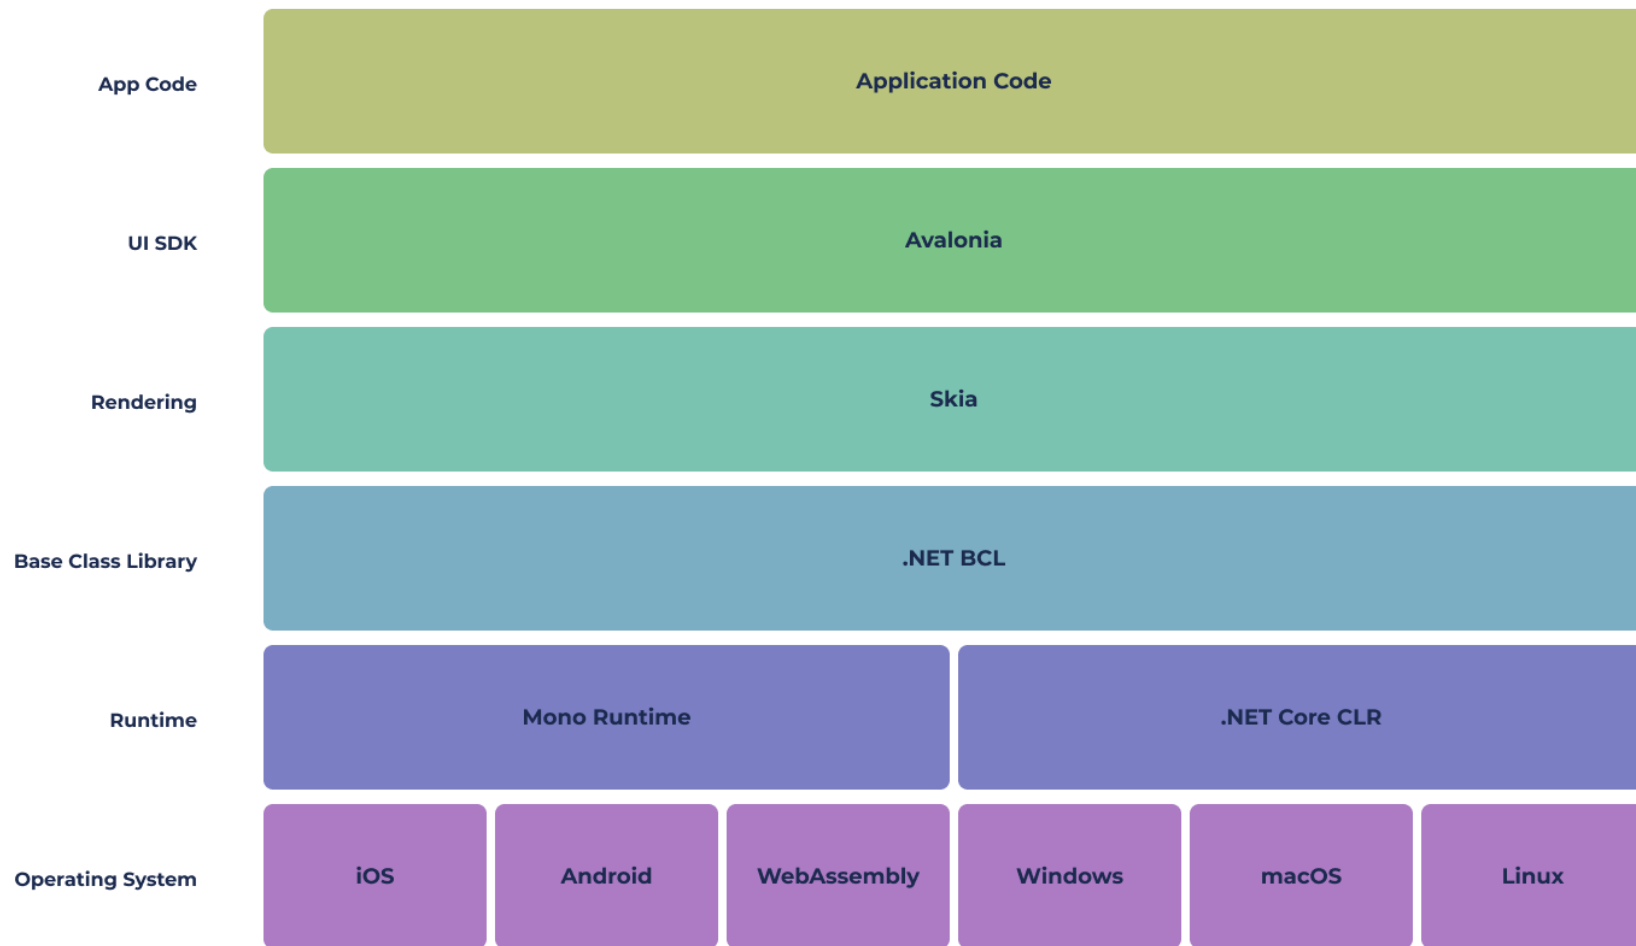 App Code
Application Code
UI SDK
Avalonia
Rendering
Skia
Base Class Library
.NET BCL
Runtime
Mono Runtime
.NET Core CLR
Operating System
iOS
Android
WebAssembly
Windows
macOS
Linux